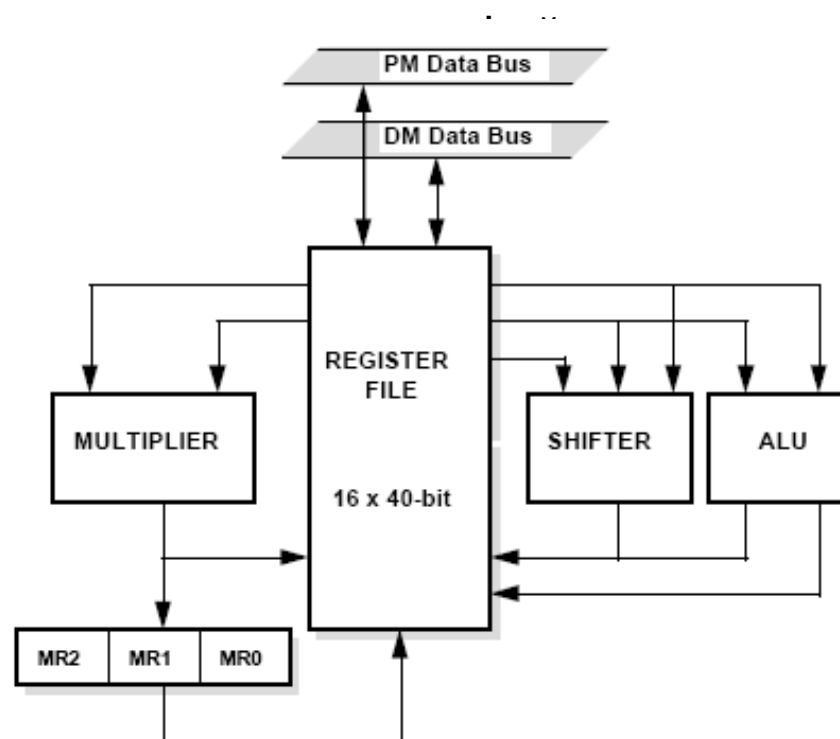 PM Data Bus
DM Data Bus
REGISTER
FILE
16 x 40-bit
MULTIPLIER
SHIFTER
ALU
MR2
MR1
MR0